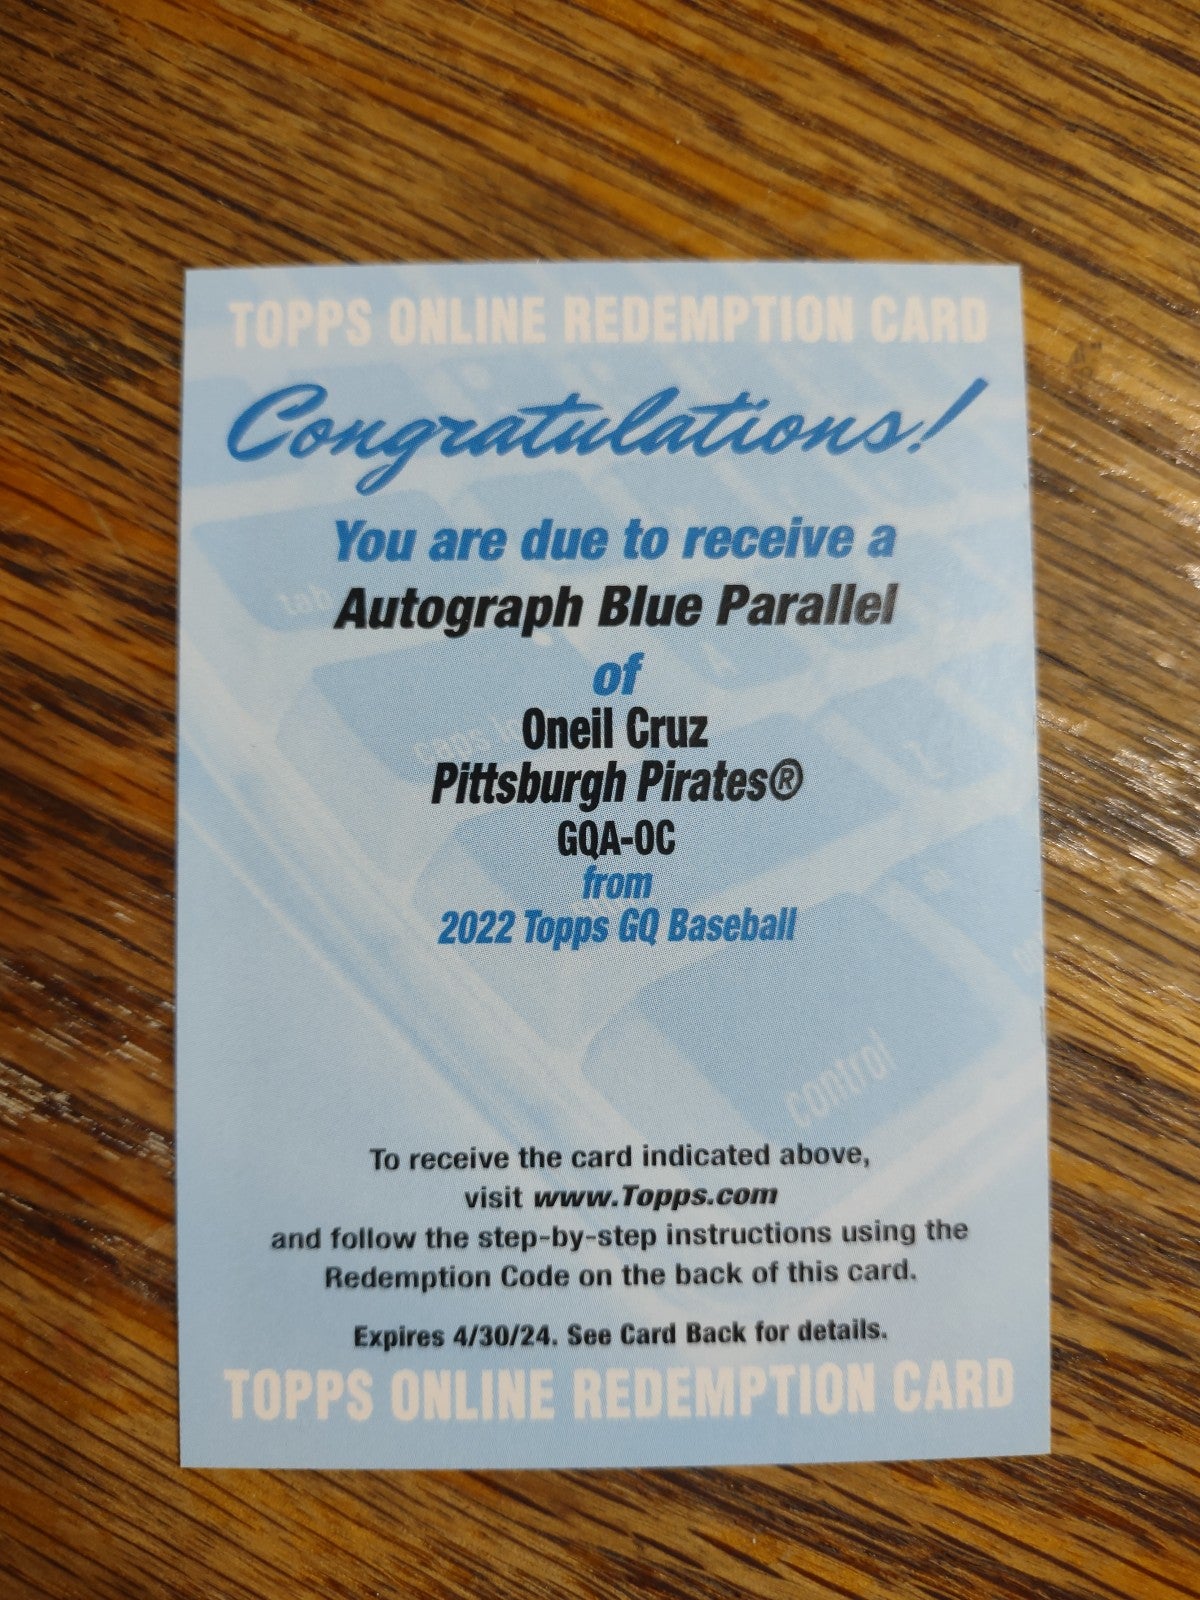 TOPPS ONLINE REDEMPTION CARD
Congratulations!
You are due to receive a
Autograph Blue Parallel
of
Oneil Cruz
Pittsburgh Pirates®
GQA-OC
from
2022 Topps GQ Baseball
tab
caps
control
To receive the card indicated above,
visit www.Topps.com
and follow the step-by-step instructions using the
Redemption Code on the back of this card.
Expires 4/30/24. See Card Back for details.
TOPPS ONLINE REDEMPTION CARD